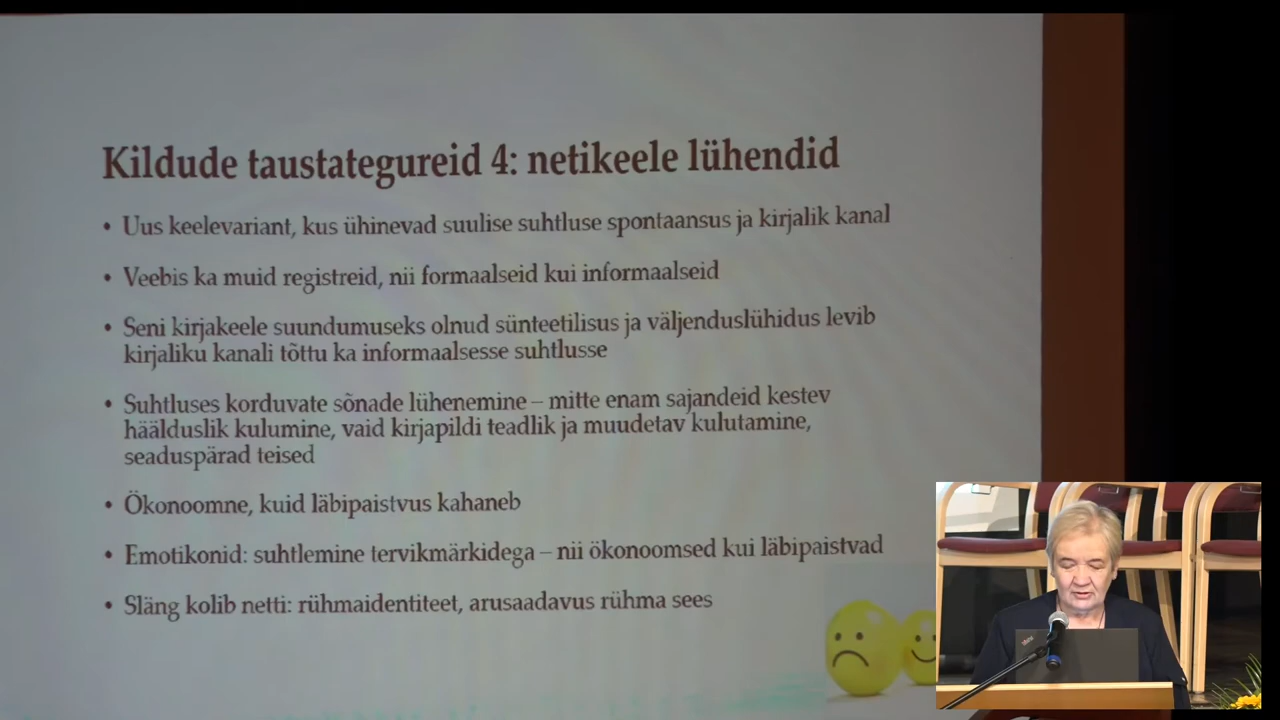 Kildude taustategureid 4: netikeele lühendid
• Uus keelevariant, kus ühinevad suulise suhtluse spontaansus ja kirjalik kanal
• Veebis ka muid registreid, nii formaalseid kui informaalseid
• Seni kirjakeele suundumuseks olnud sünteetilisus ja väljenduslühidus levib
kirjaliku kanali tõttu ka informaalsesse suhtlusse
• Suhtluses korduvate sõnade lühenemine – mitte enam sajandeid kestev
häälduslik kulumine, vaid kirjapildi teadlik ja muudetav kulutamine,
seaduspärad teised
• Ökonoomne, kuid läbipaistvus kahaneb
• Emotikonid: suhtlemine tervikmärkidega – nii ökonoomsed kui läbipaistvad
• Släng kolib netti: rühmaidentiteet, arusaadavus rühma sees